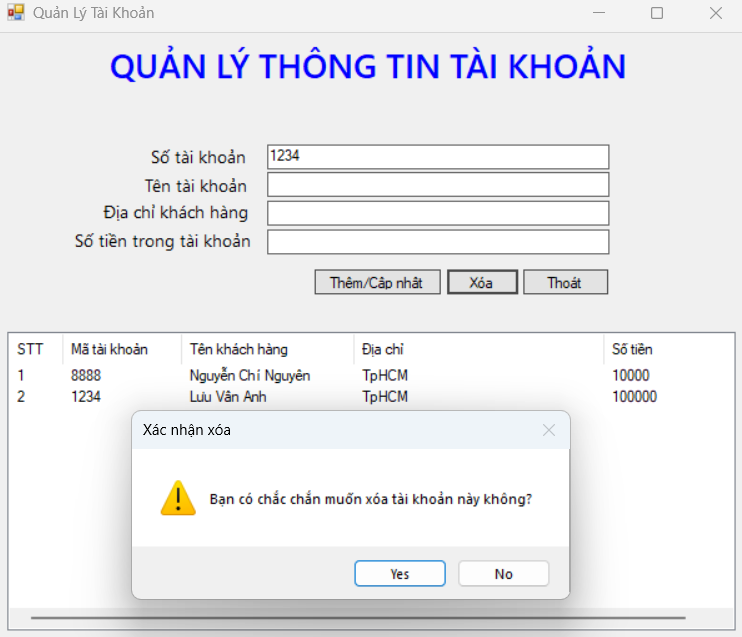 Quản Lý Tài Khoản
QUẢN LÝ THÔNG TIN TÀI KHOẢN
Số tài khoản 1234
Tên tài khoản
Địa chỉ khách hàng
Số tiền trong tài khoản
Thêm/Cập nhật Xóa Thoát
STT Mã tài khoản Tên khách hàng Địa chỉ Số tiền
1 8888 Nguyễn Chí Nguyên TpHCM 10000
2 1234 Lưu Vân Anh TpHCM 100000
Xác nhận xóa
Bạn có chắc chắn muốn xóa tài khoản này không?
Yes No